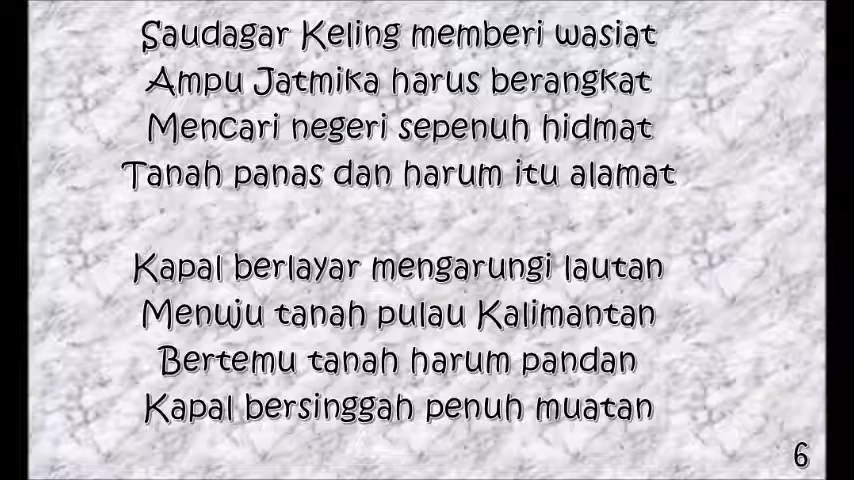 Saudagar Keling memberi wasiat
Ampu Jatmika harus berangkat
Mencari negeri sepenuh hidmat
Tanah panas dan harum itu alamat
Kapal berlayar mengarungi lautan
Menuju tanah pulau Kalimantan
Bertemu tanah harum pandan
Kapal bersinggah penuh muatan
6